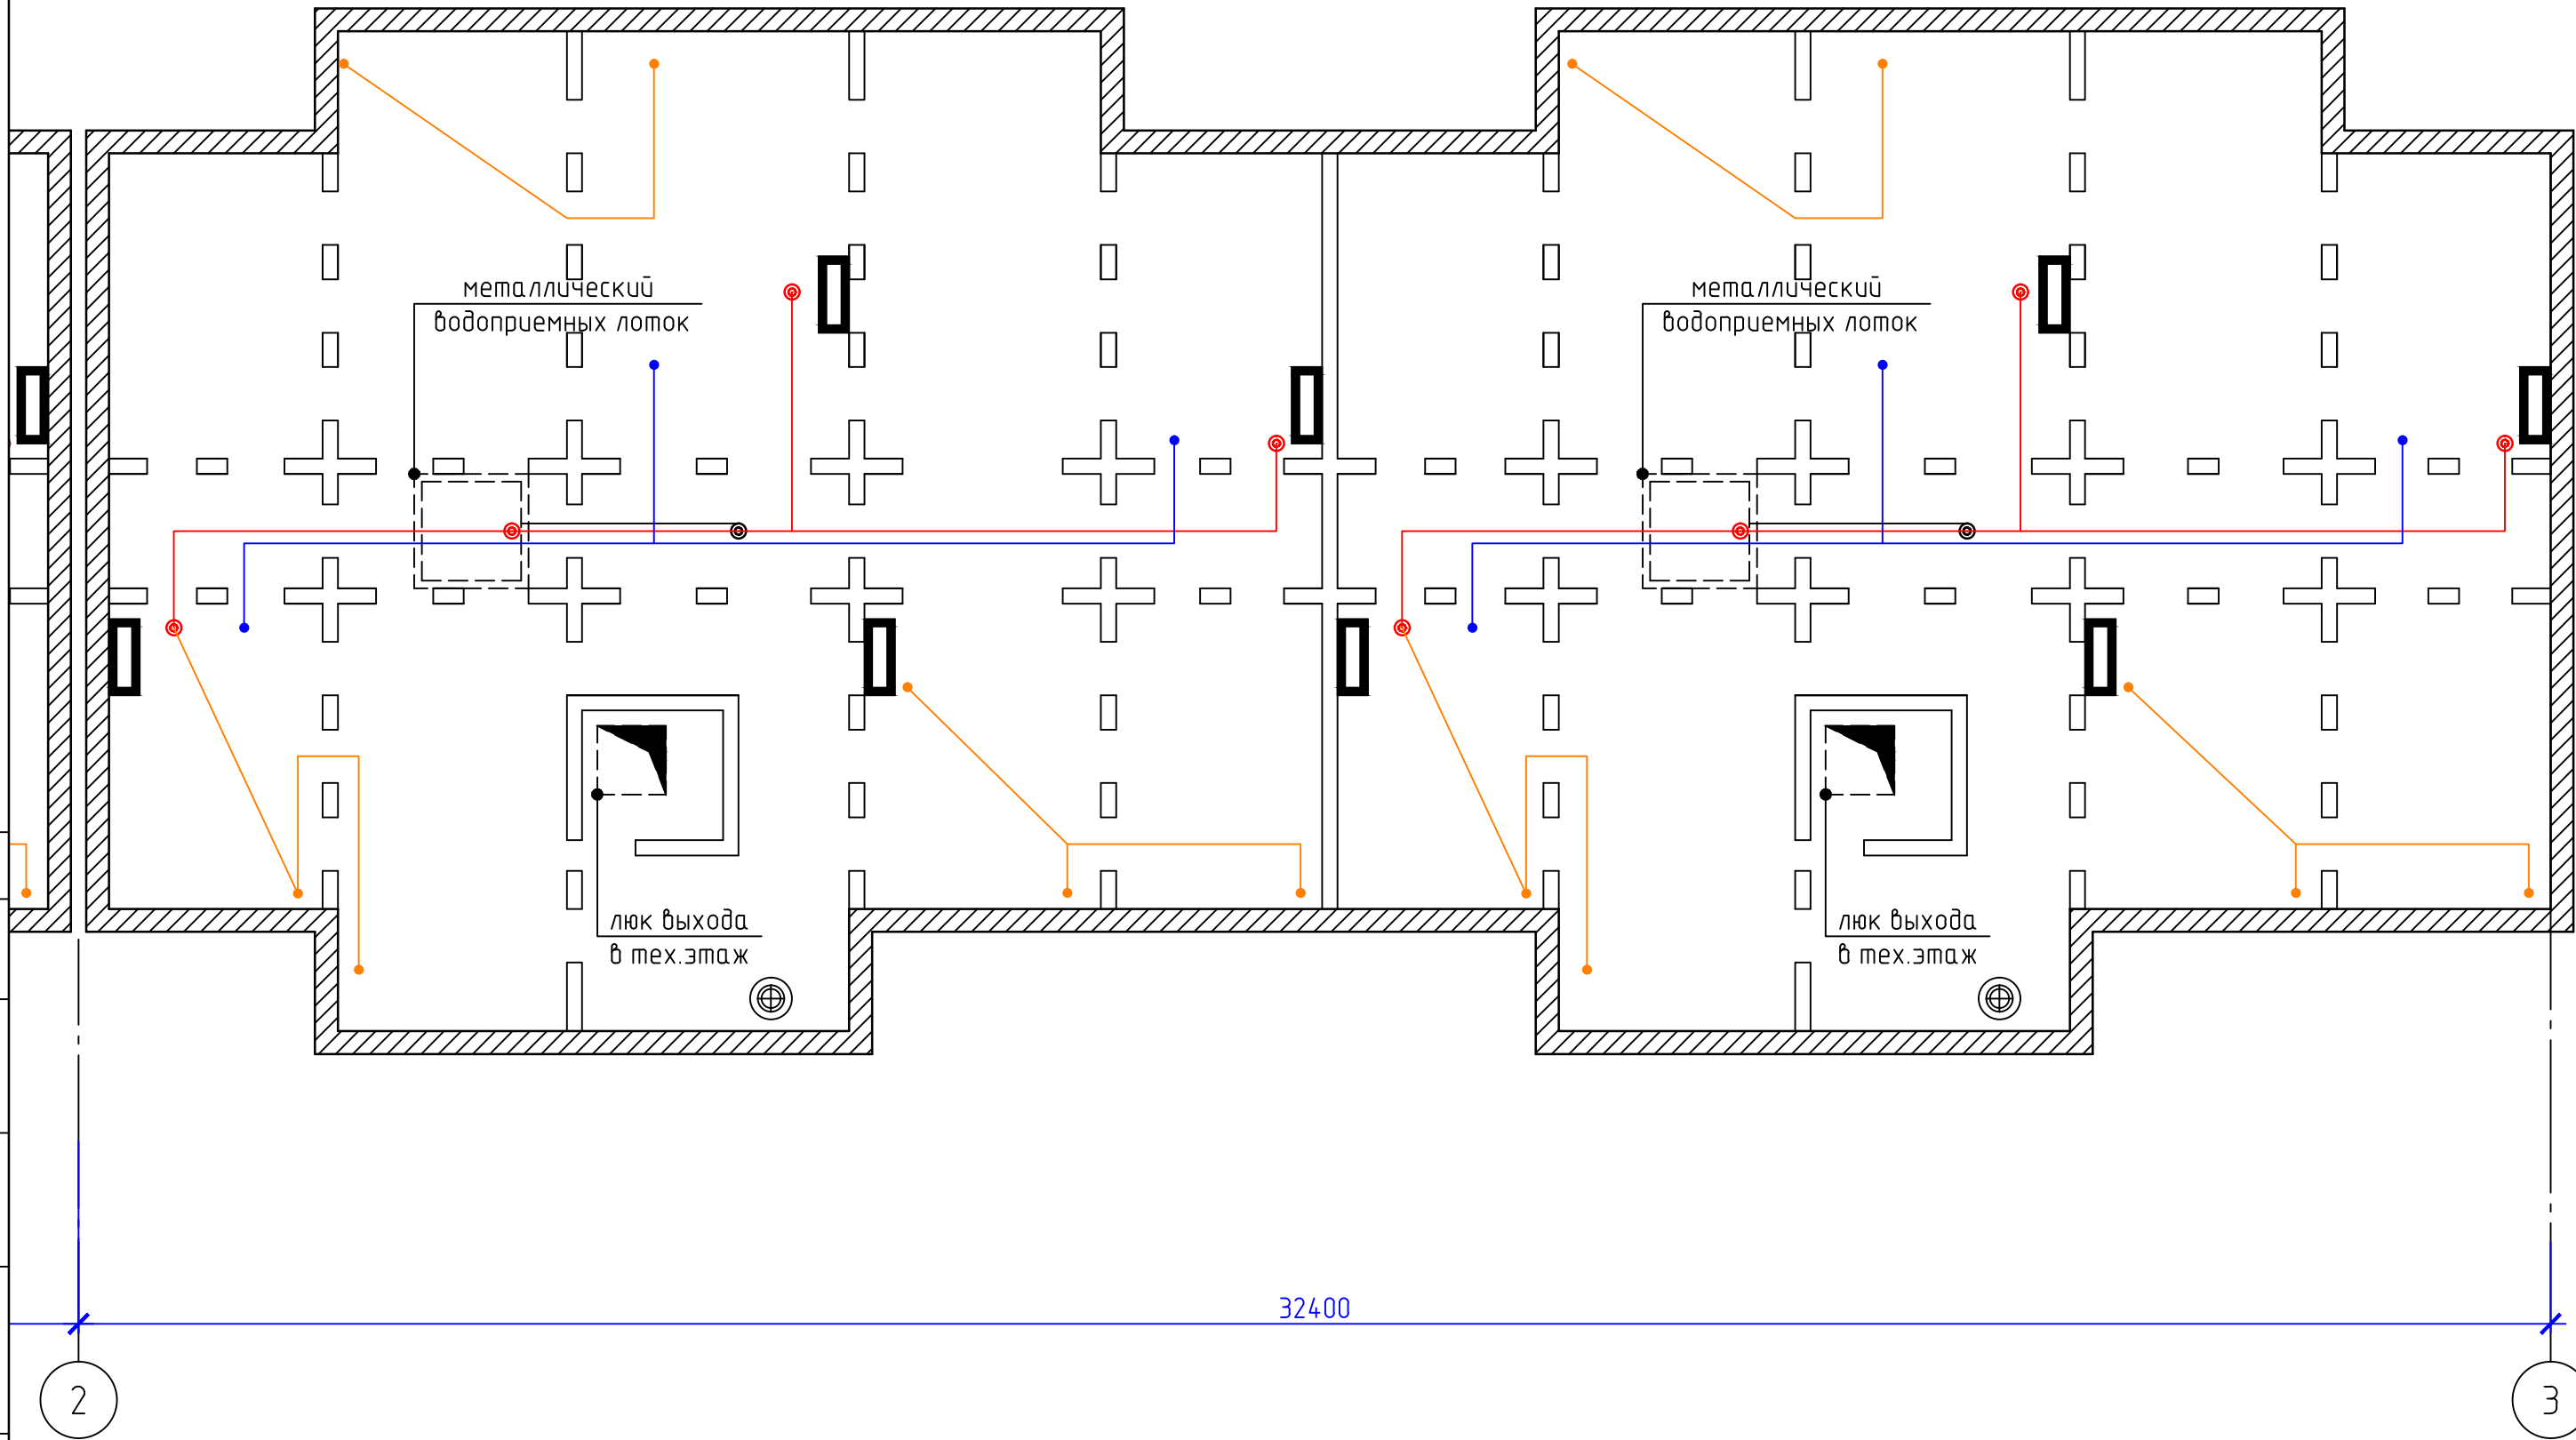 металлический
водоприемных лоток
металлический
водоприемных лоток
люк выхода
в тех.этаж
люк выхода
в тех.этаж
32400
2
3